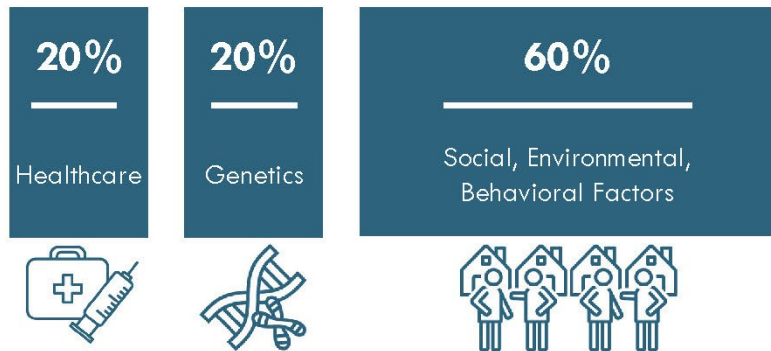 20%
Healthcare
20%
Genetics
60%
Social, Environmental,
Behavioral Factors